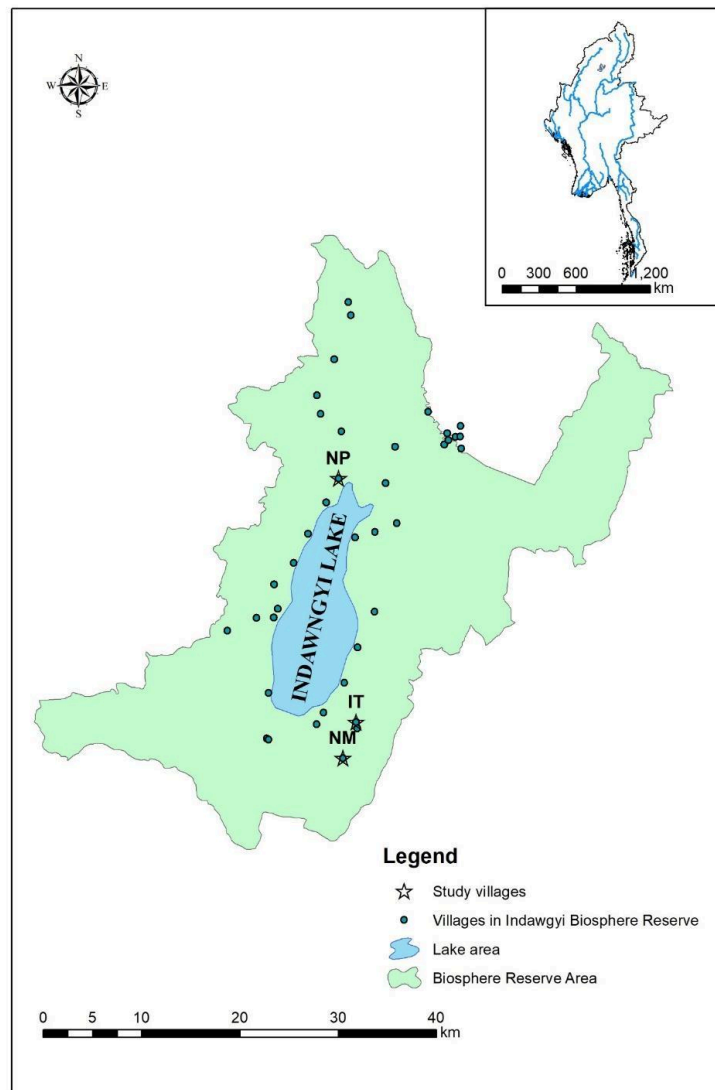 N
W E
S
0 300 600 1,200
km
NP
INDAWNGYI LAKE
IT
NM
Legend
Study villages
Villages in Indawgyi Biosphere Reserve
Lake area
Biosphere Reserve Area
0 5 10 20 30 40
km